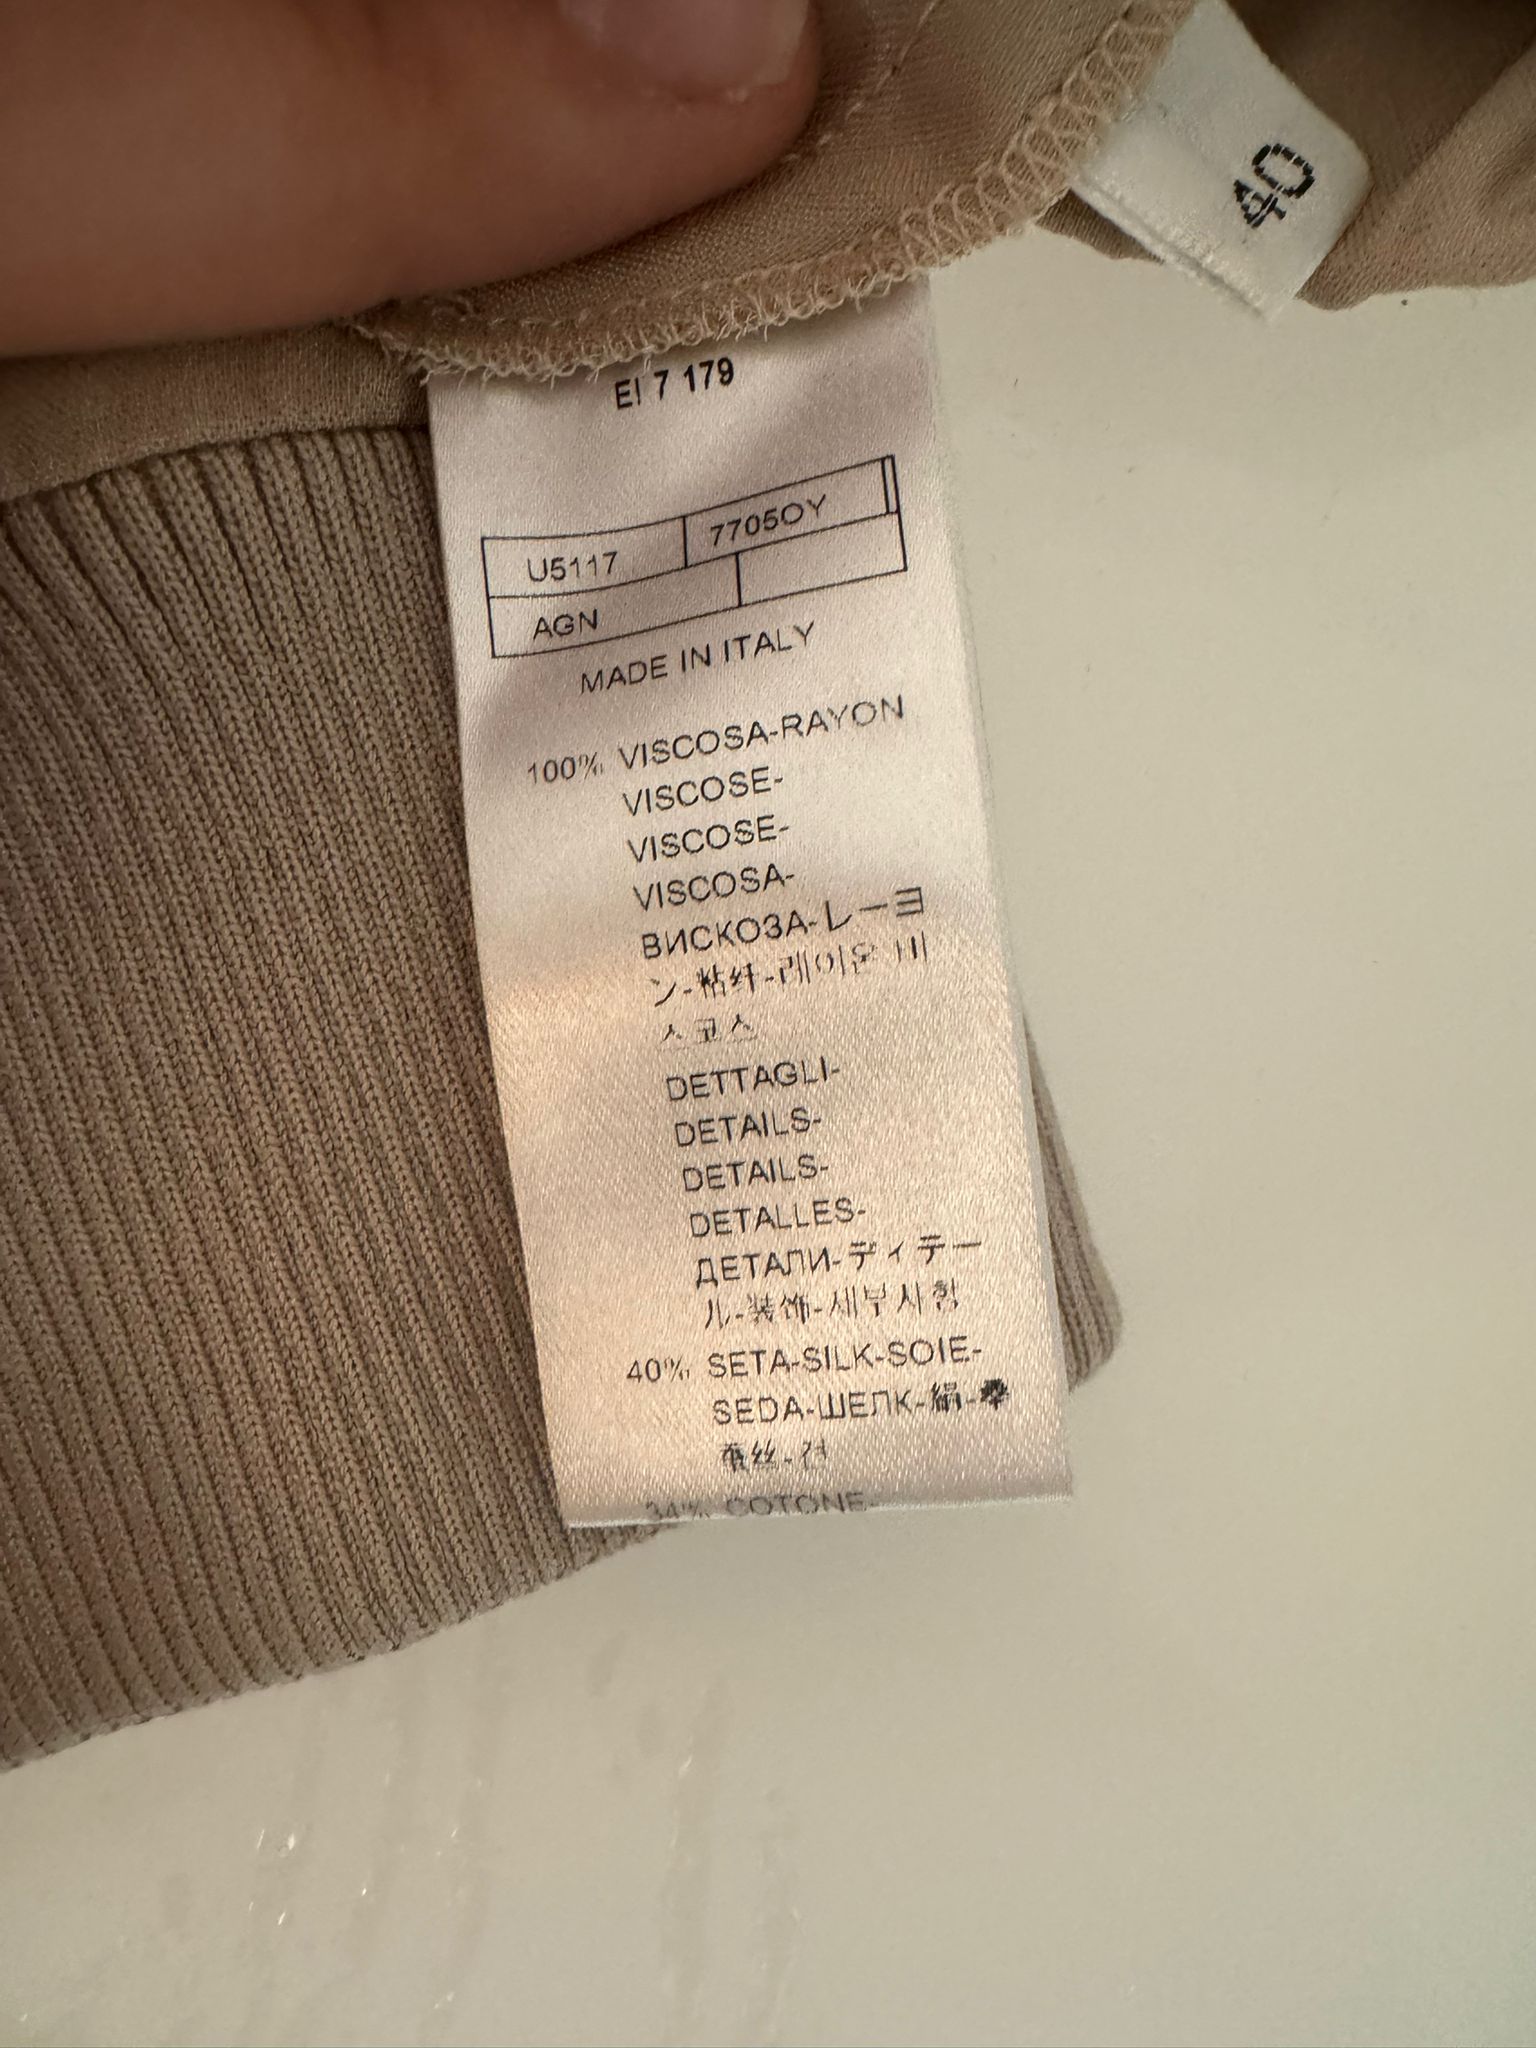 40
EI 7 179
U5117 7705OY
AGN
MADE IN ITALY
100% VISCOSA-RAYON
VISCOSE-
VISCOSE-
VISCOSA-
ВИСКОЗА-レーヨ
ン-粘纤-레이온 비
스코스
DETTAGLI-
DETAILS-
DETAILS-
DETALLES-
ДЕТАЛИ-ディテー
ル-装饰-세부사항
40% SETA-SILK-SOIE-
SEDA-ШЕЛК-絹-
蚕丝-견
34% COTONE-